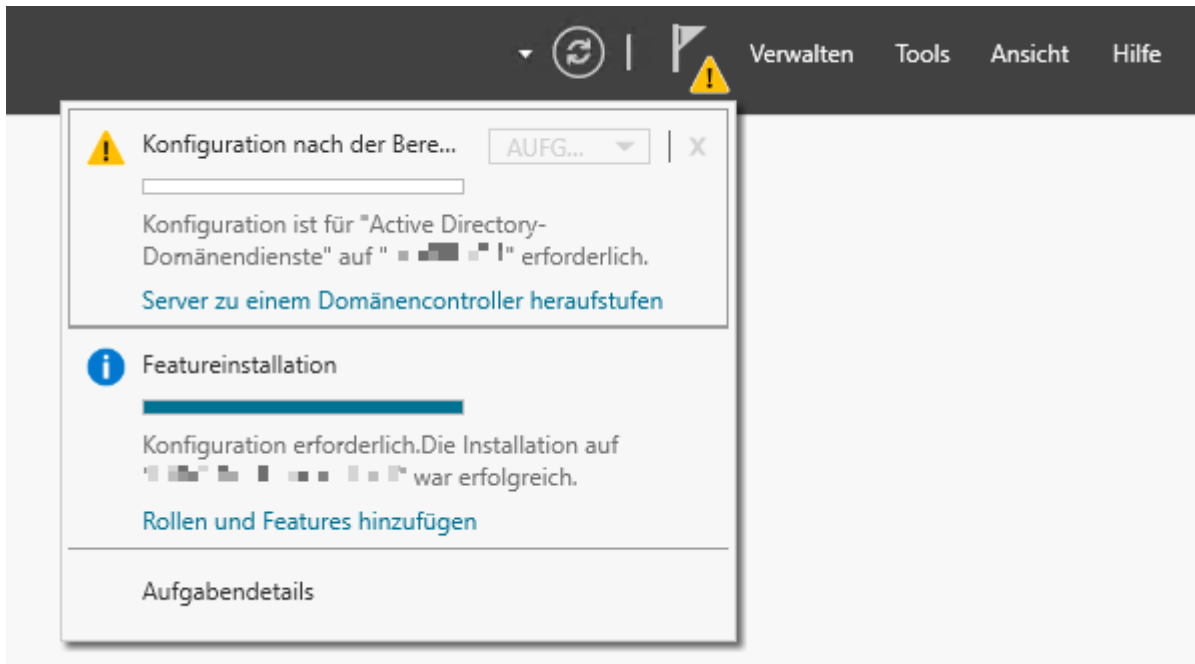 Verwalten Tools Ansicht Hilfe
Konfiguration nach der Bere... AUFG... X
Konfiguration ist für "Active Directory-
Domänendienste" auf " " erforderlich.
Server zu einem Domänencontroller heraufstufen
Featureinstallation
Konfiguration erforderlich.Die Installation auf
" " war erfolgreich.
Rollen und Features hinzufügen
Aufgabendetails